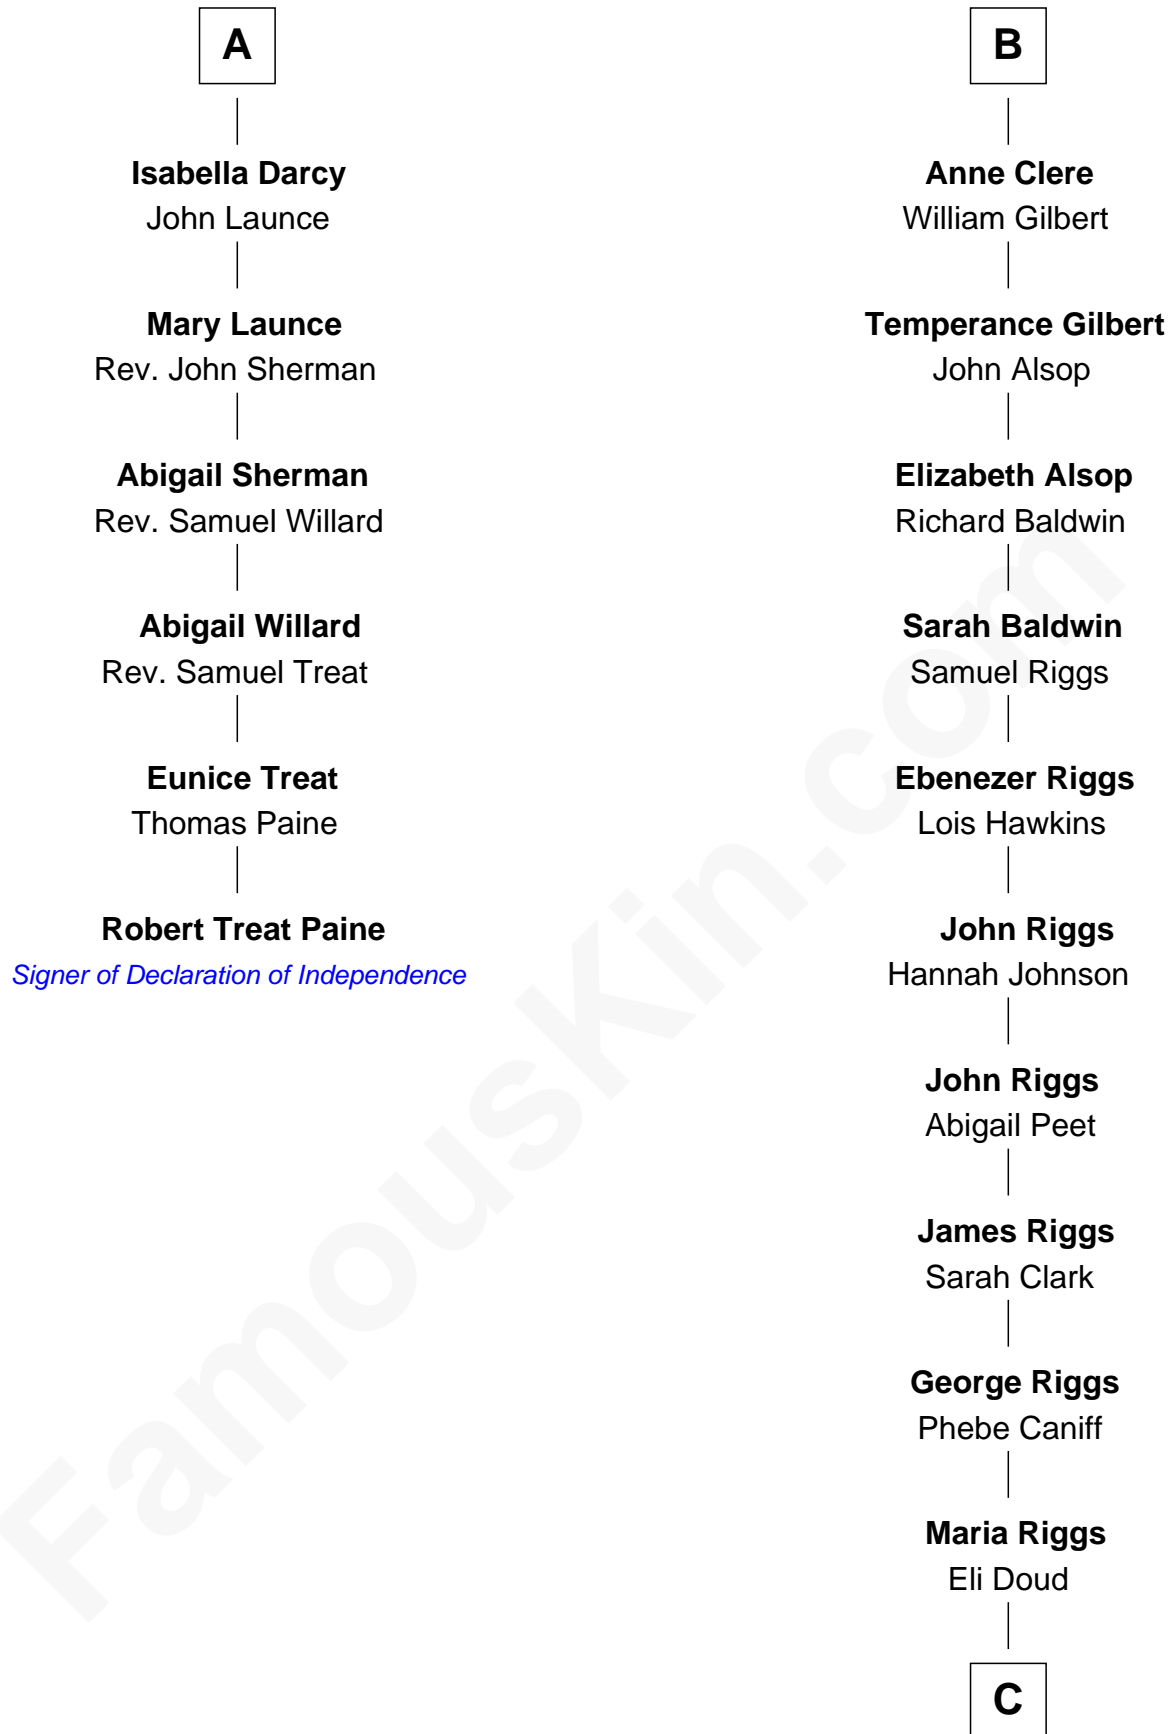 A
Isabella Darcy
John Launce
Mary Launce
Rev. John Sherman
Abigail Sherman
Rev. Samuel Willard
Abigail Willard
Rev. Samuel Treat
Eunice Treat
Thomas Paine
Robert Treat Paine
Signer of Declaration of Independence
B
Anne Clere
William Gilbert
Temperance Gilbert
John Alsop
Elizabeth Alsop
Richard Baldwin
Sarah Baldwin
Samuel Riggs
Ebenezer Riggs
Lois Hawkins
John Riggs
Hannah Johnson
John Riggs
Abigail Peet
James Riggs
Sarah Clark
George Riggs
Phebe Caniff
Maria Riggs
Eli Doud
C
FamousKin.com